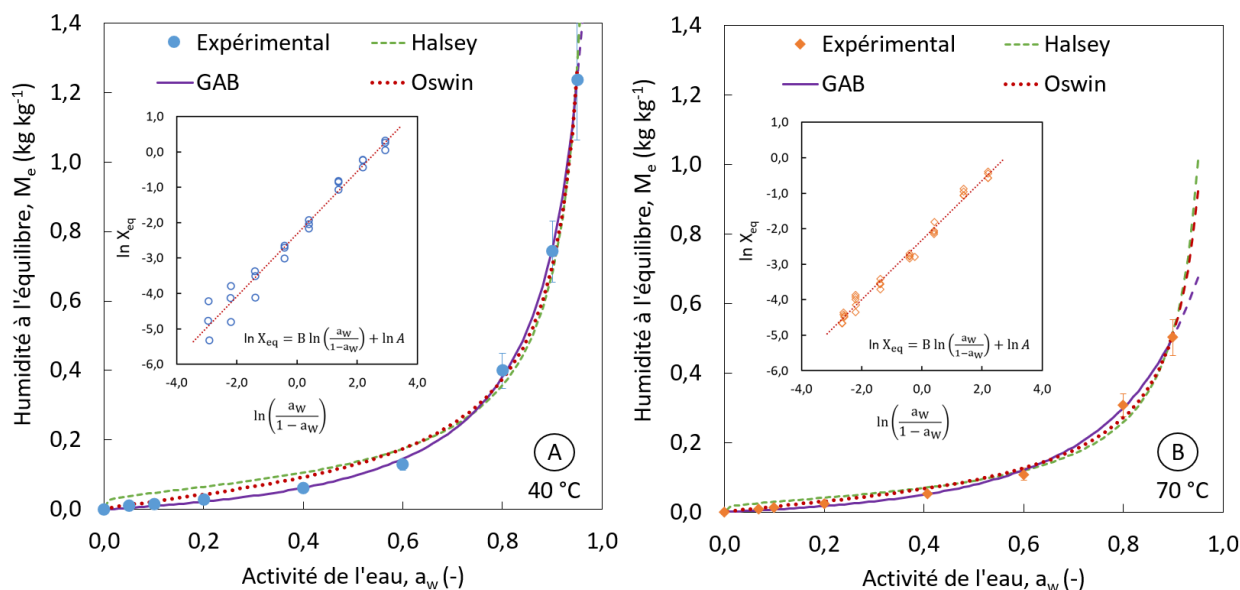 1,4
1,2
1,0
0,8
0,6
0,4
0,2
0,0
Humidité à l'équilibre, Me (kg kg-1)
Expérimental
Halsey
GAB
Oswin
1,0
0,0
-1,0
-2,0
-3,0
-4,0
-5,0
-6,0
ln Xeq
ln Xeq = B ln(aw/1−aw) + ln A
-4,0 -2,0 0,0 2,0 4,0
ln(aw/1 − aw)
A
40 °C
0,0 0,2 0,4 0,6 0,8 1,0
Activité de l'eau, aw (-)
1,4
1,2
1,0
0,8
0,6
0,4
0,2
0,0
Humidité à l'équilibre, Me (kg kg-1)
Expérimental
Halsey
GAB
Oswin
1,0
0,0
-1,0
-2,0
-3,0
-4,0
-5,0
-6,0
ln Xeq
ln Xeq = B ln(aw/1−aw) + ln A
-4,0 -2,0 0,0 2,0 4,0
ln(aw/1 − aw)
B
70 °C
0,0 0,2 0,4 0,6 0,8 1,0
Activité de l'eau, aw (-)